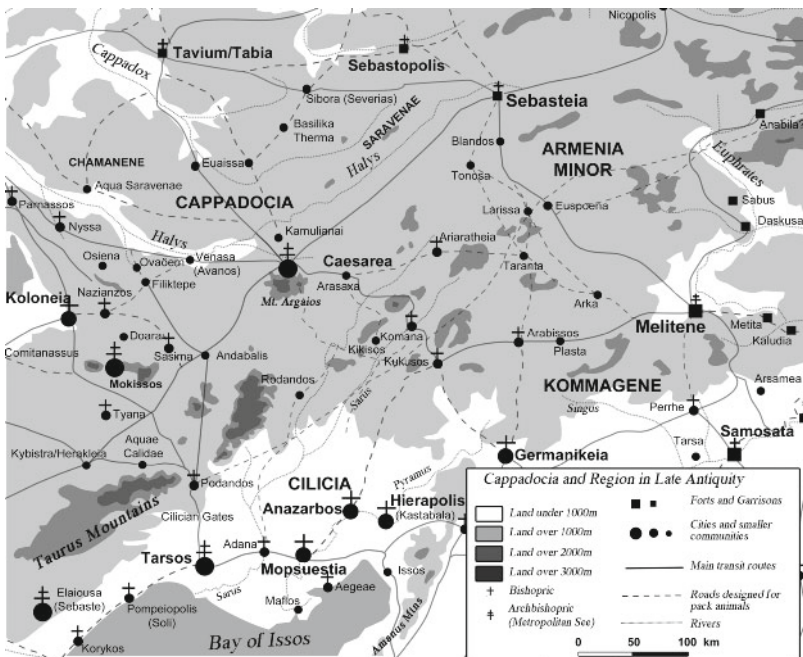 Nicopolis
Tavium/Tabia
Cappadox
Sebastopolis
Sibora (Severias)
Sebasteia
Basilika
Therma
SARAVENAE
Halys
Blandos
Anabila
ARMENIA
MINOR
Euphrates
CHAMANENE
Euaissa
Tonosa
Aqua Saravenae
CAPPADOCIA
Sabus
Parnassos
Larissa
Euspoena
Daskusa
Nyssa
Kamulianai
Halys
Ariaratheia
Osiena
Venasa
(Avanos)
Caesarea
Taranta
Filiktepe
Arasaxa
Nazianzos
Mt. Argaios
Arka
Koloneia
Melitene
Metita
Doara
Komana
Arabissos
Kaludia
Comitanassus
Sasima
Andabalis
Kikisos
Kukusos
Plasta
Mokissos
Rodandos
Sarus
KOMMAGENE
Arsamea
Tyana
Singos
Perrhe
Samosata
Kybistra/Herakleia
Aquae
Calidae
Germanikeia
Tarsa
Podandos
CILICIA
Pyramus
Anazarbos
Hierapolis
(Kastabala)
Taurus Mountains
Cilician Gates
Tarsos
Adana
Mopsuestia
Issos
Elaiousa
(Sebaste)
Sarus
Aegeae
Pompeiopolis
(Soli)
Mallos
Amanus Mtns
Korykos
Bay of Issos
Cappadocia and Region in Late Antiquity
Land under 1000m
Land over 1000m
Land over 2000m
Land over 3000m
Bishopric
Archbishopric
(Metropolitan See)
Forts and Garrisons
Cities and smaller
communities
Main transit routes
Roads designed for
pack animals
Rivers
0 50 100 km